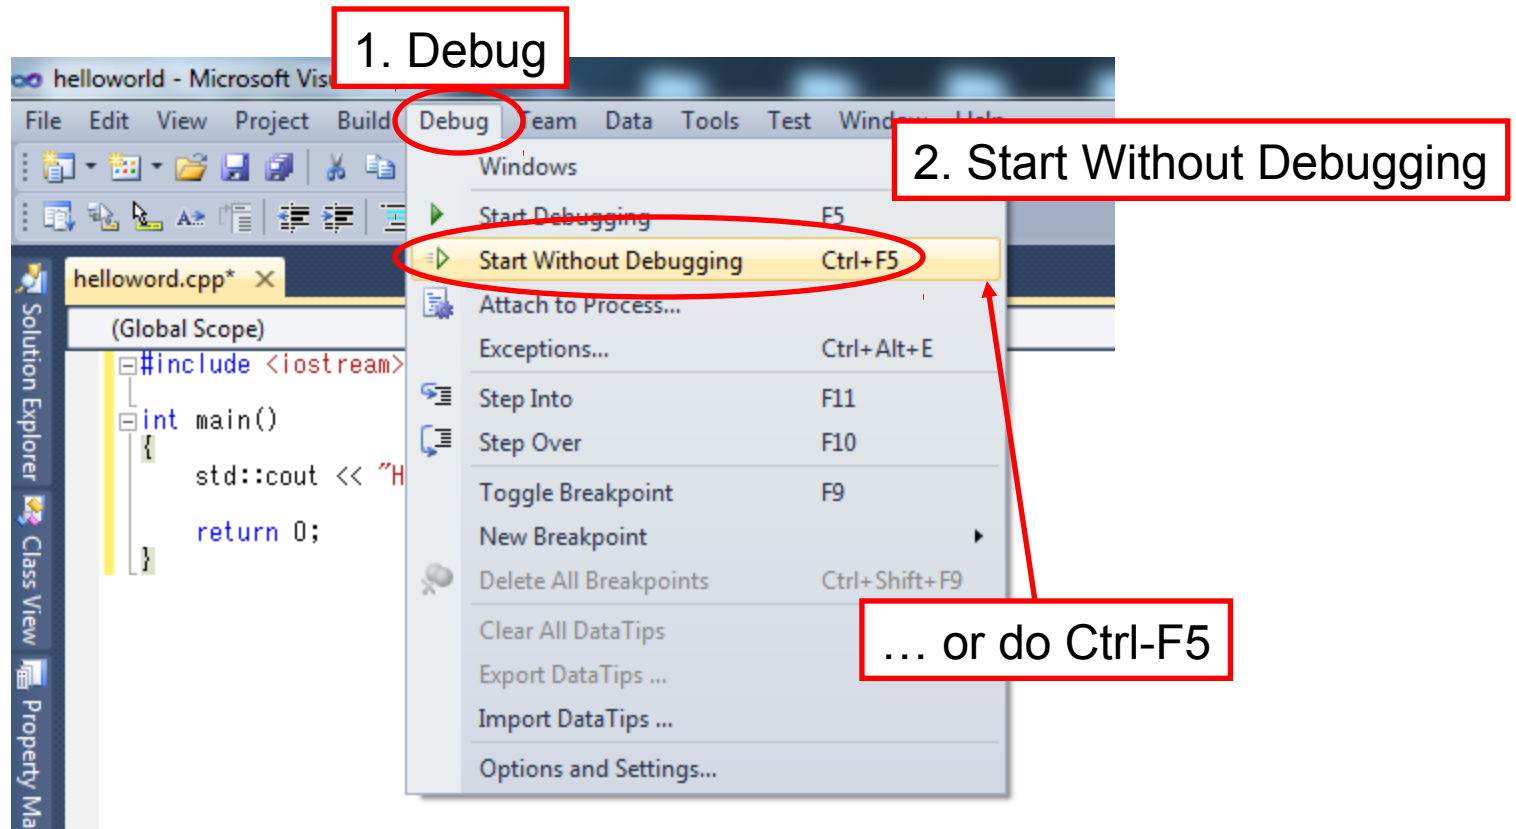 1. Debug
helloworld - Microsoft
File Edit View Project Build Debug Team Data Tools Test Window Help
2. Start Without Debugging
Windows
Start Debugging F5
Start Without Debugging Ctrl+F5
Attach to Process...
Exceptions... Ctrl+Alt+E
Step Into F11
Step Over F10
Toggle Breakpoint F9
New Breakpoint
Delete All Breakpoints Ctrl+Shift+F9
Clear All DataTips
Export DataTips ...
Import DataTips ...
Options and Settings...
... or do Ctrl-F5
helloword.cpp*
(Global Scope)
#include <iostream>
int main()
{
std::cout << "H
return 0;
}
Solution Explorer
Class View
Property Ma